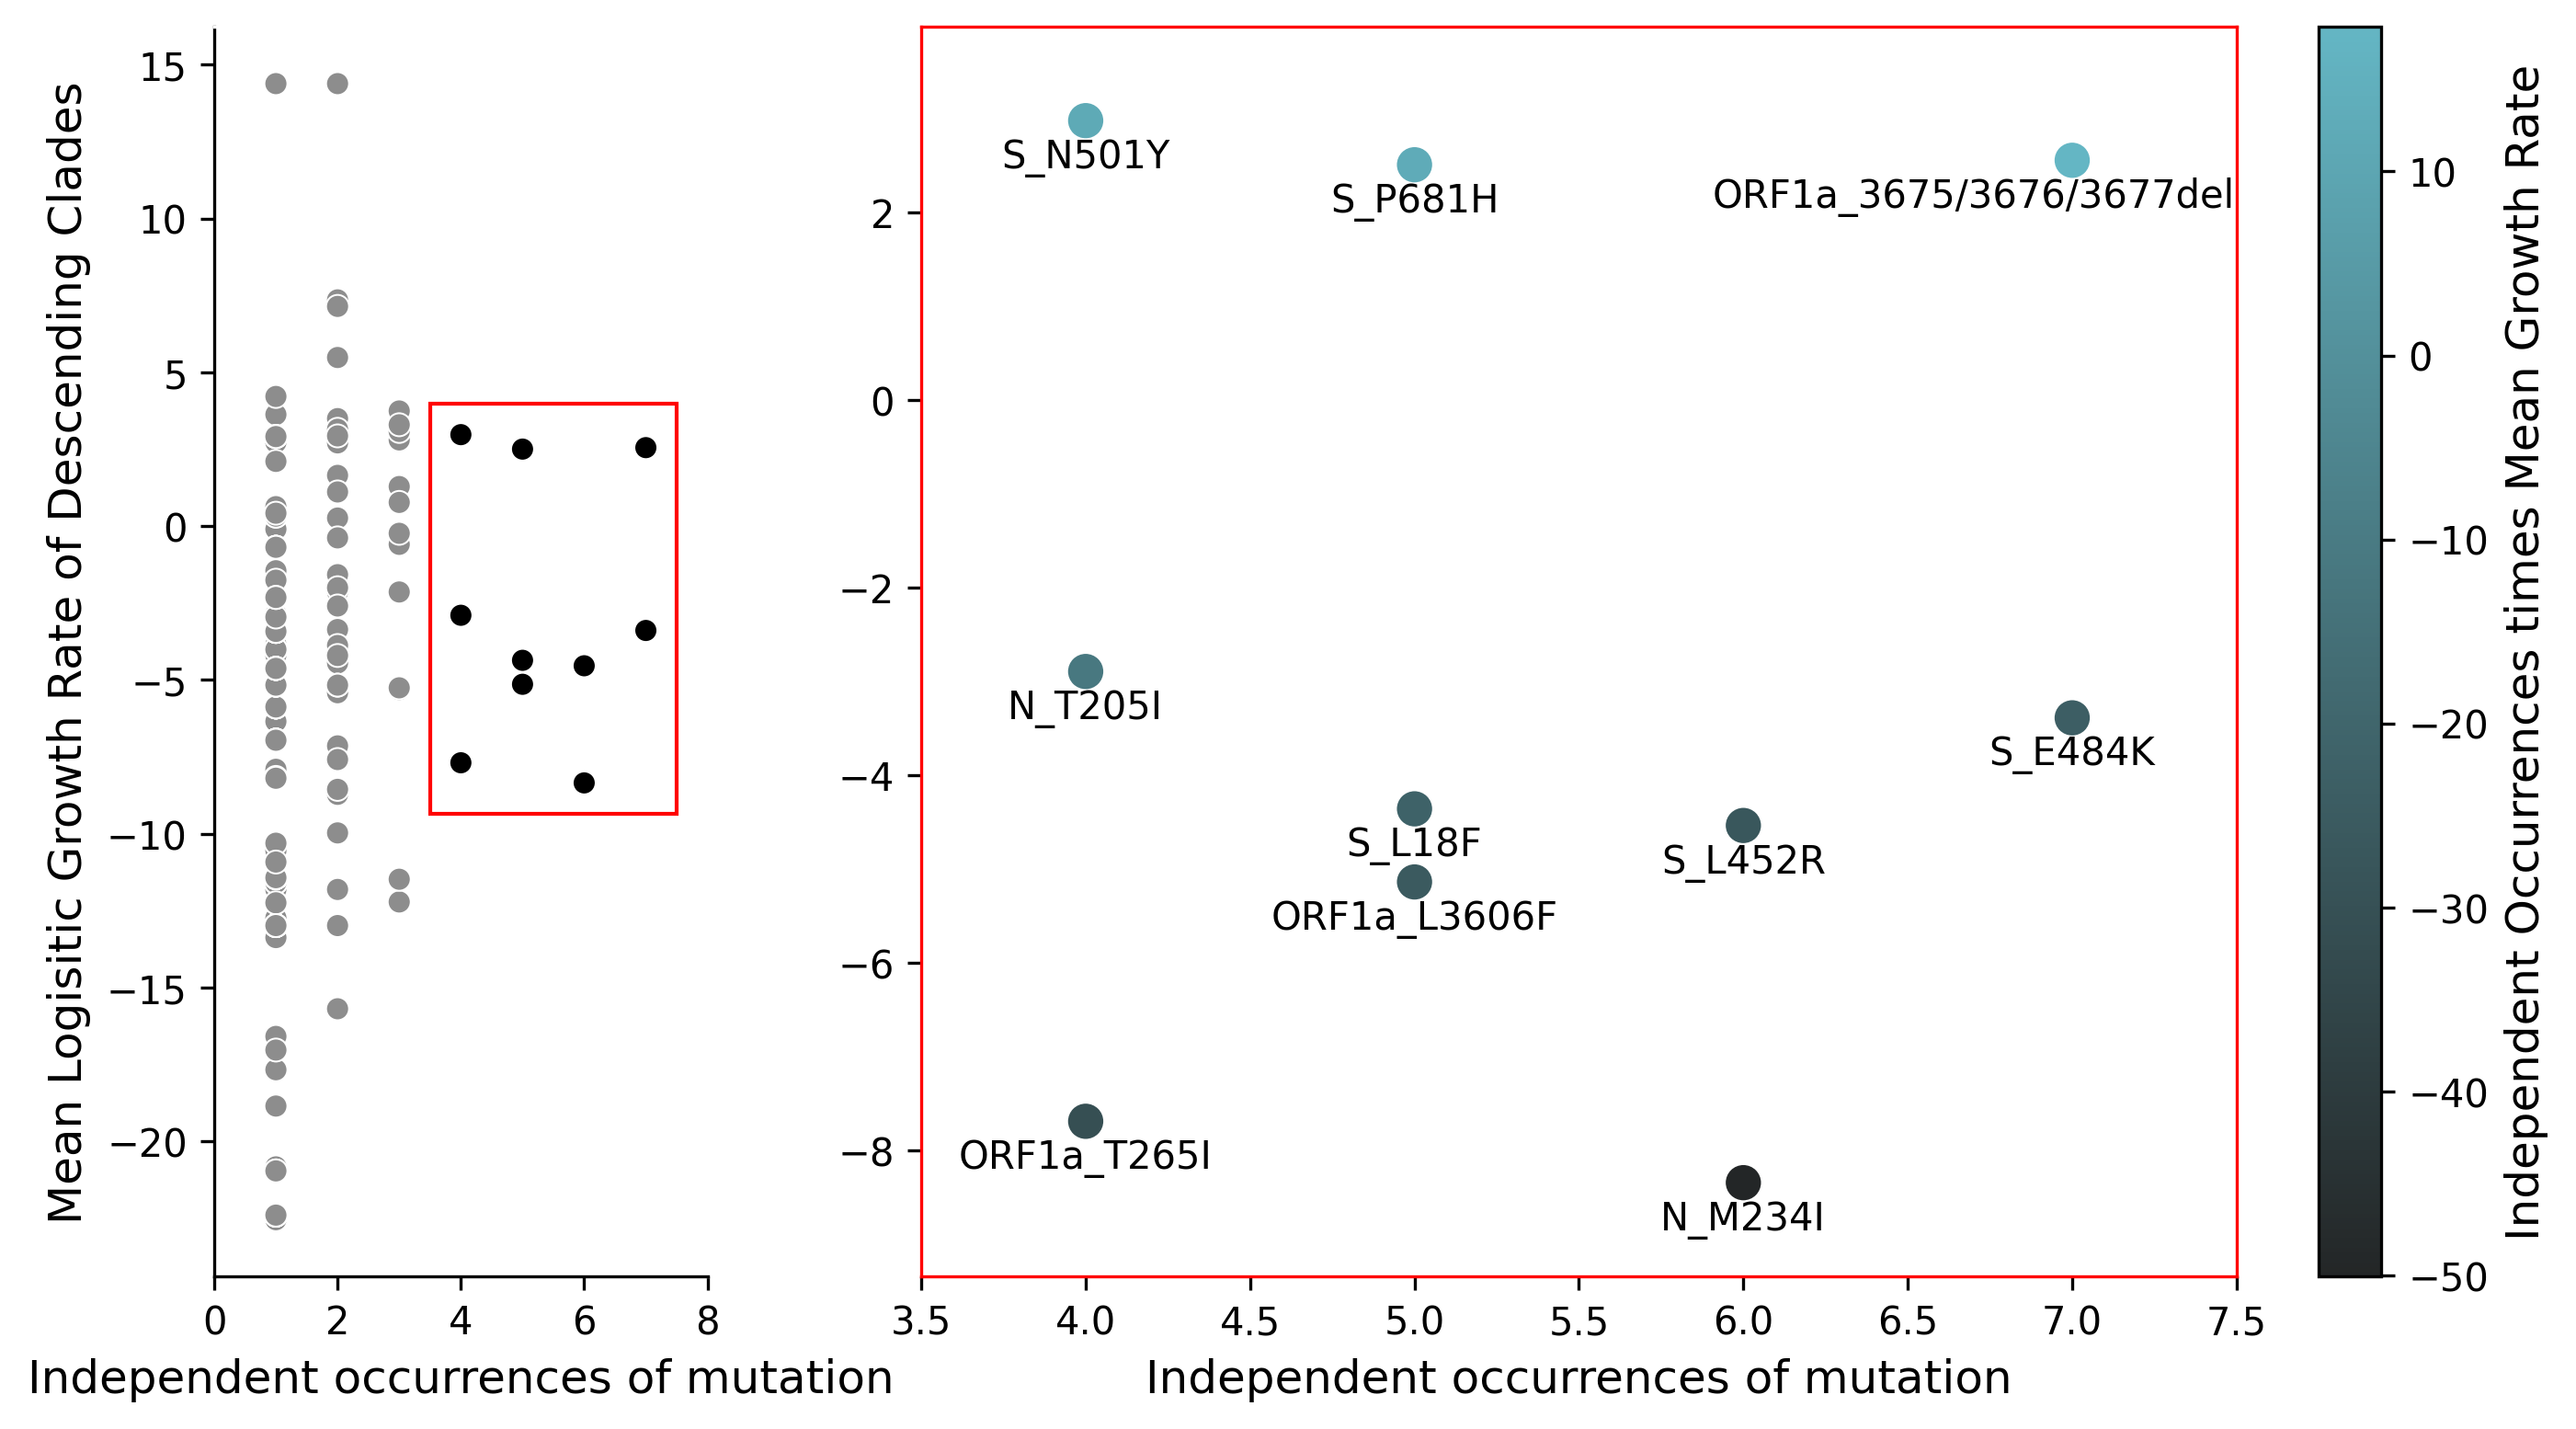 Mean Logisitic Growth Rate of Descending Clades
15
10
5
0
−5
−10
−15
−20
0 2 4 6 8
Independent occurrences of mutation
2
0
−2
−4
−6
−8
S_N501Y
S_P681H
ORF1a_3675/3676/3677del
N_T205I
S_E484K
S_L18F
S_L452R
ORF1a_L3606F
ORF1a_T265I
N_M234I
3.5 4.0 4.5 5.0 5.5 6.0 6.5 7.0 7.5
Independent occurrences of mutation
10
0
−10
−20
−30
−40
−50
Independent Occurrences times Mean Growth Rate